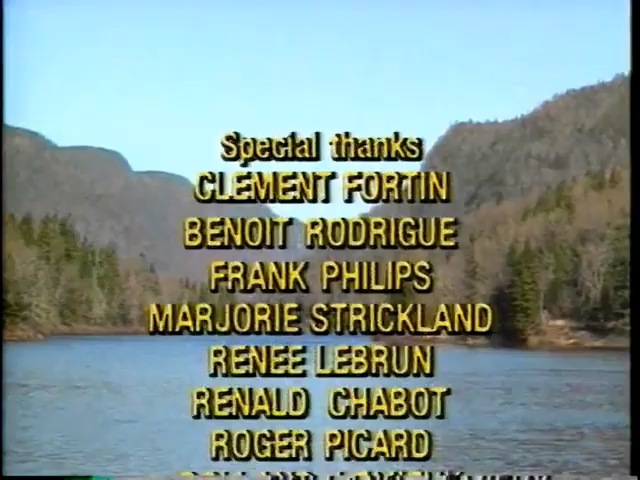 Special thanks
CLEMENT FORTIN
BENOIT RODRIGUE
FRANK PHILIPS
MARJORIE STRICKLAND
RENEE LEBRUN
RENALD CHABOT
ROGER PICARD